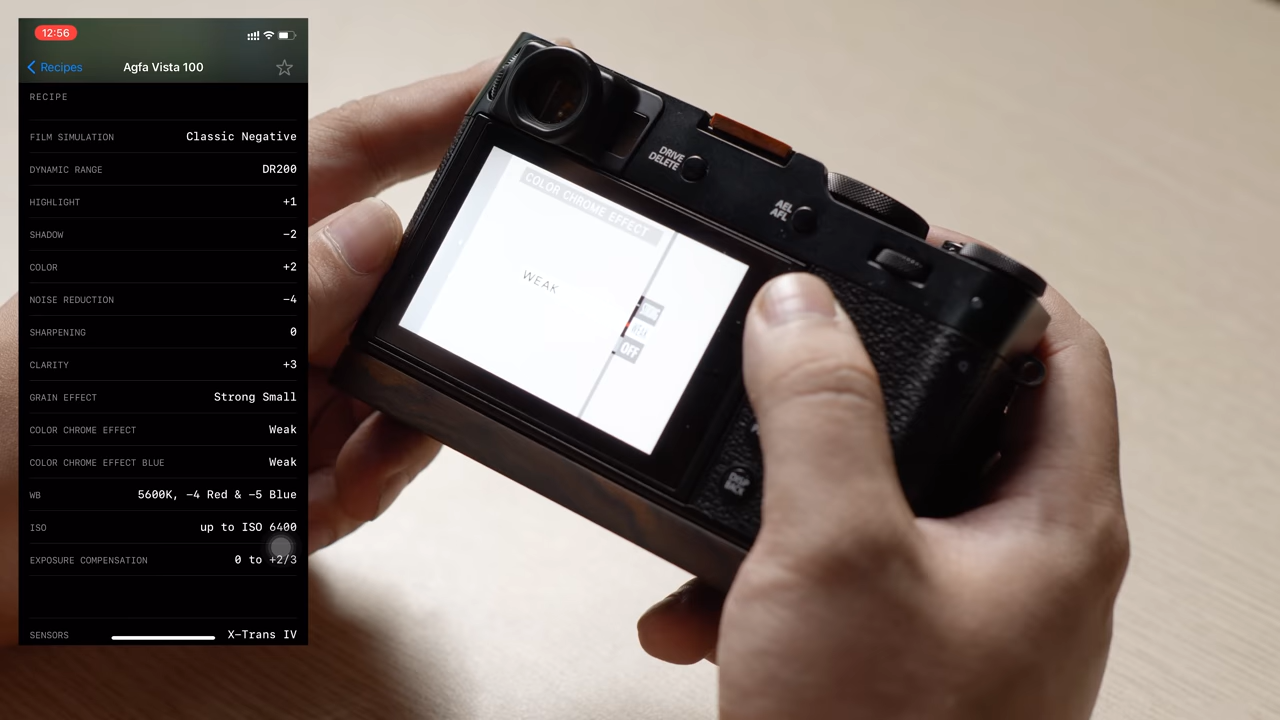 12:56
Recipes
Agfa Vista 100
RECIPE
FILM SIMULATION Classic Negative
DYNAMIC RANGE DR200
HIGHLIGHT +1
SHADOW −2
COLOR +2
NOISE REDUCTION −4
SHARPENING 0
CLARITY +3
GRAIN EFFECT Strong Small
COLOR CHROME EFFECT Weak
COLOR CHROME EFFECT BLUE Weak
WB 5600K, −4 Red & −5 Blue
ISO up to ISO 6400
EXPOSURE COMPENSATION 0 to +2/3
SENSORS X−Trans IV
DRIVE
DELETE
AEL
AFL
COLOR CHROME EFFECT
WEAK
WEAK
OFF
DISP
BACK